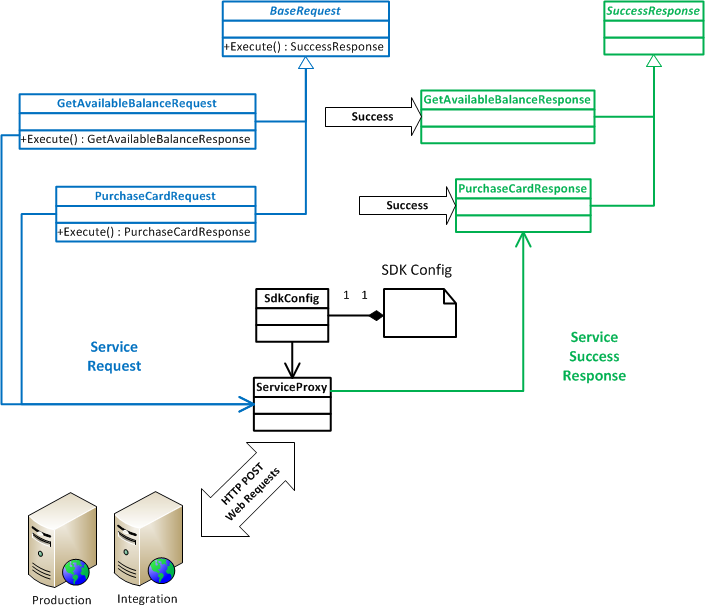 BaseRequest
+Execute() : SuccessResponse
SuccessResponse
GetAvailableBalanceRequest
+Execute() : GetAvailableBalanceResponse
Success
GetAvailableBalanceResponse
PurchaseCardRequest
+Execute() : PurchaseCardResponse
Success
PurchaseCardResponse
SDK Config
SdkConfig
1 1
Service
Request
Service
Success
Response
ServiceProxy
HTTP POST
Web Requests
Production
Integration